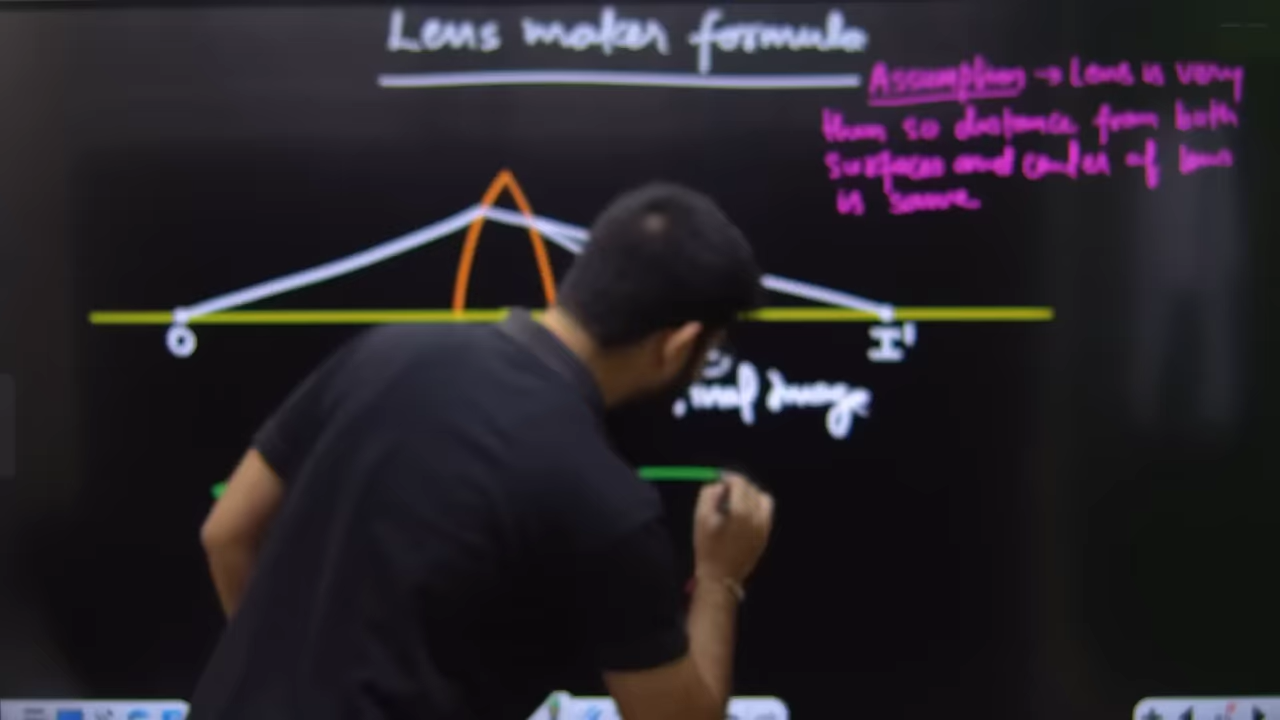 Lens maker formula
Assumption → Lens is very
thin so distance from both
surfaces and center of lens
is same
O
I'
image